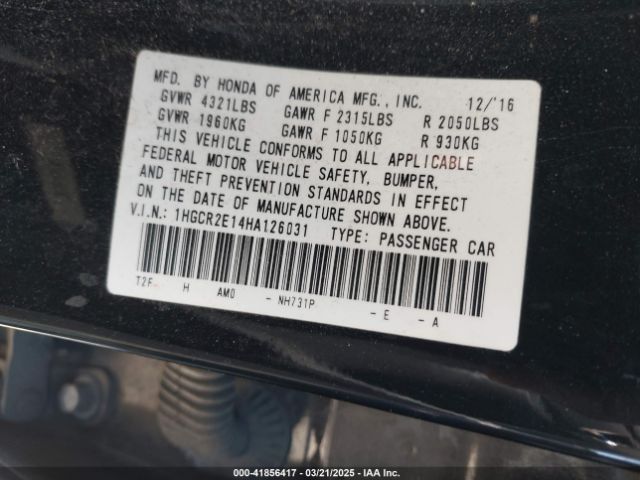 MFD. BY HONDA OF AMERICA MFG., INC. 12/'16
GVWR 4321LBS GAWR F 2315LBS R 2050LBS
GVWR 1960KG GAWR F 1050KG R 930KG
THIS VEHICLE CONFORMS TO ALL APPLICABLE
FEDERAL MOTOR VEHICLE SAFETY, BUMPER,
AND THEFT PREVENTION STANDARDS IN EFFECT
ON THE DATE OF MANUFACTURE SHOWN ABOVE.
V.I.N.: 1HGCR2E14HA126031 TYPE: PASSENGER CAR
T2F- H AM0 - NH731P - E - A
000-41856417 - 03/21/2025 - IAA Inc.